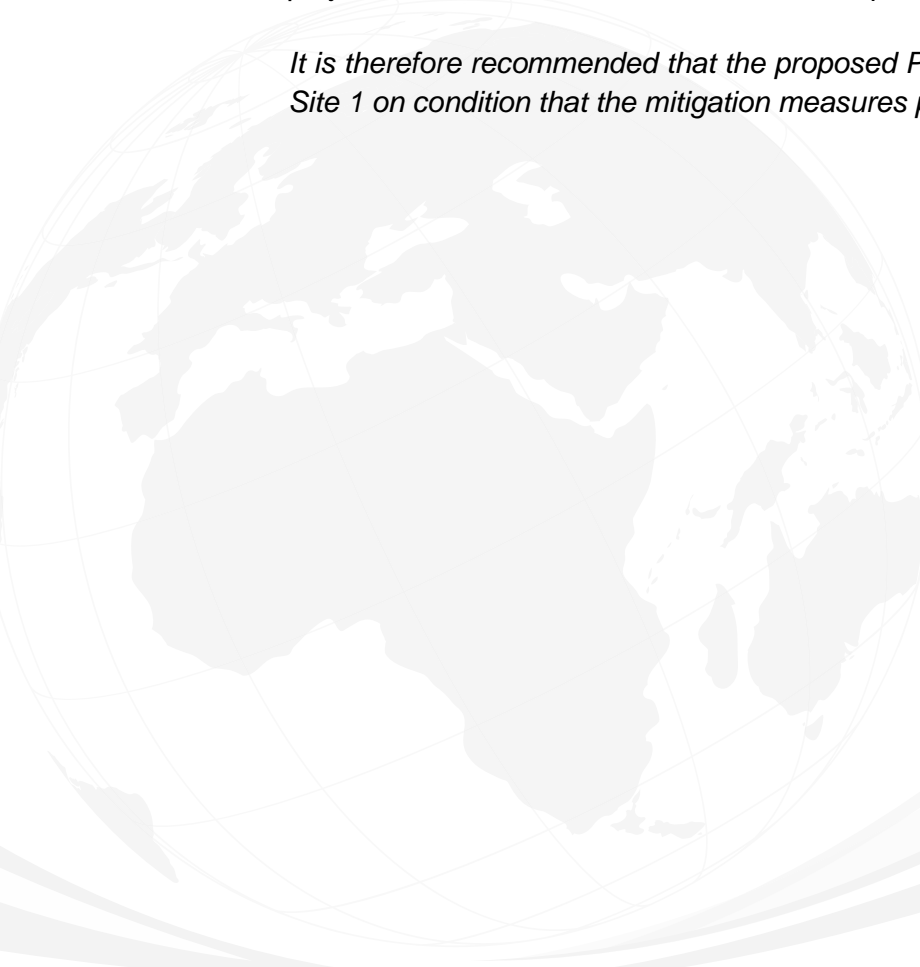 It is therefore recommended that the proposed
Site 1 on condition that the mitigation measures